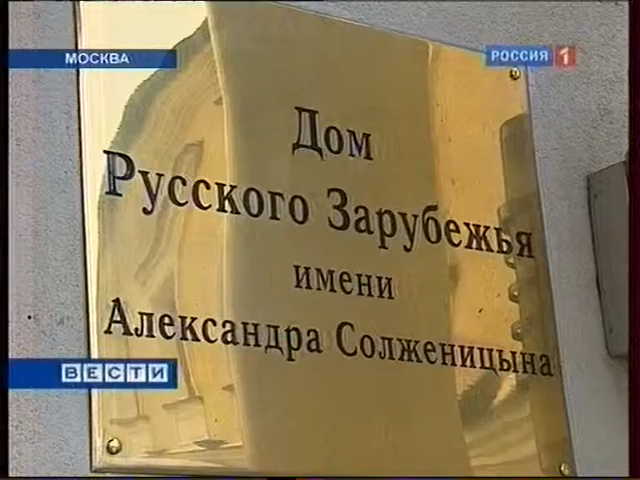 МОСКВА
РОССИЯ 1
Дом
Русского Зарубежья
имени
Александра Солженицына
ВЕСТИ